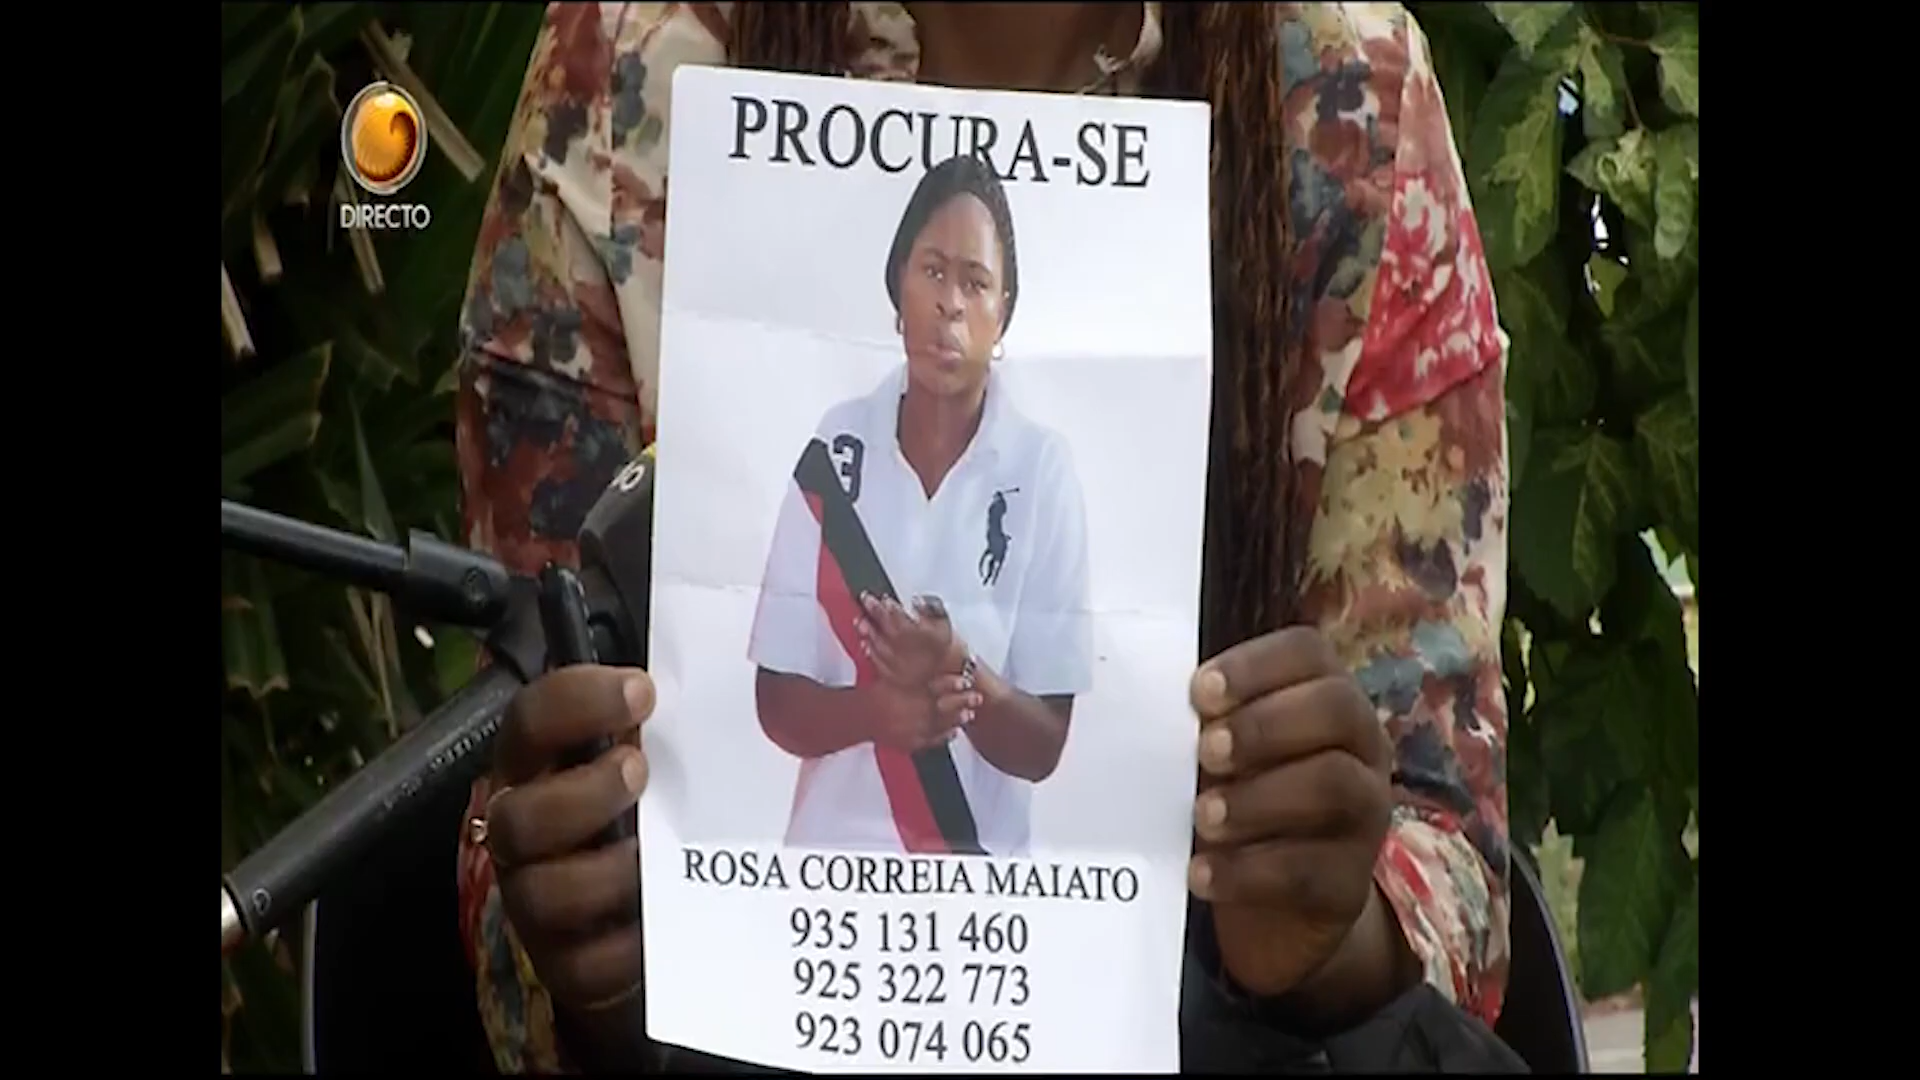 DIRECTO
PROCURA-SE
3
ROSA CORREIA MAIATO
935 131 460
925 322 773
923 074 065